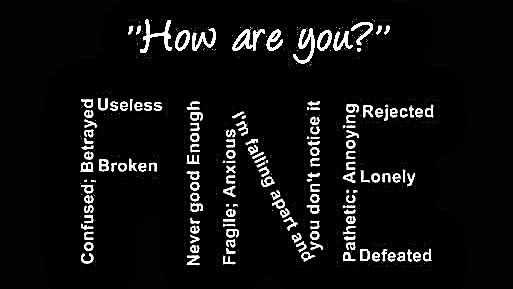 "How are you?"
Confused; Betrayed
Useless
Broken
Never good Enough
Fragile; Anxious
I'm falling apart and
you don't notice it
Pathetic; Annoying
Rejected
Lonely
Defeated